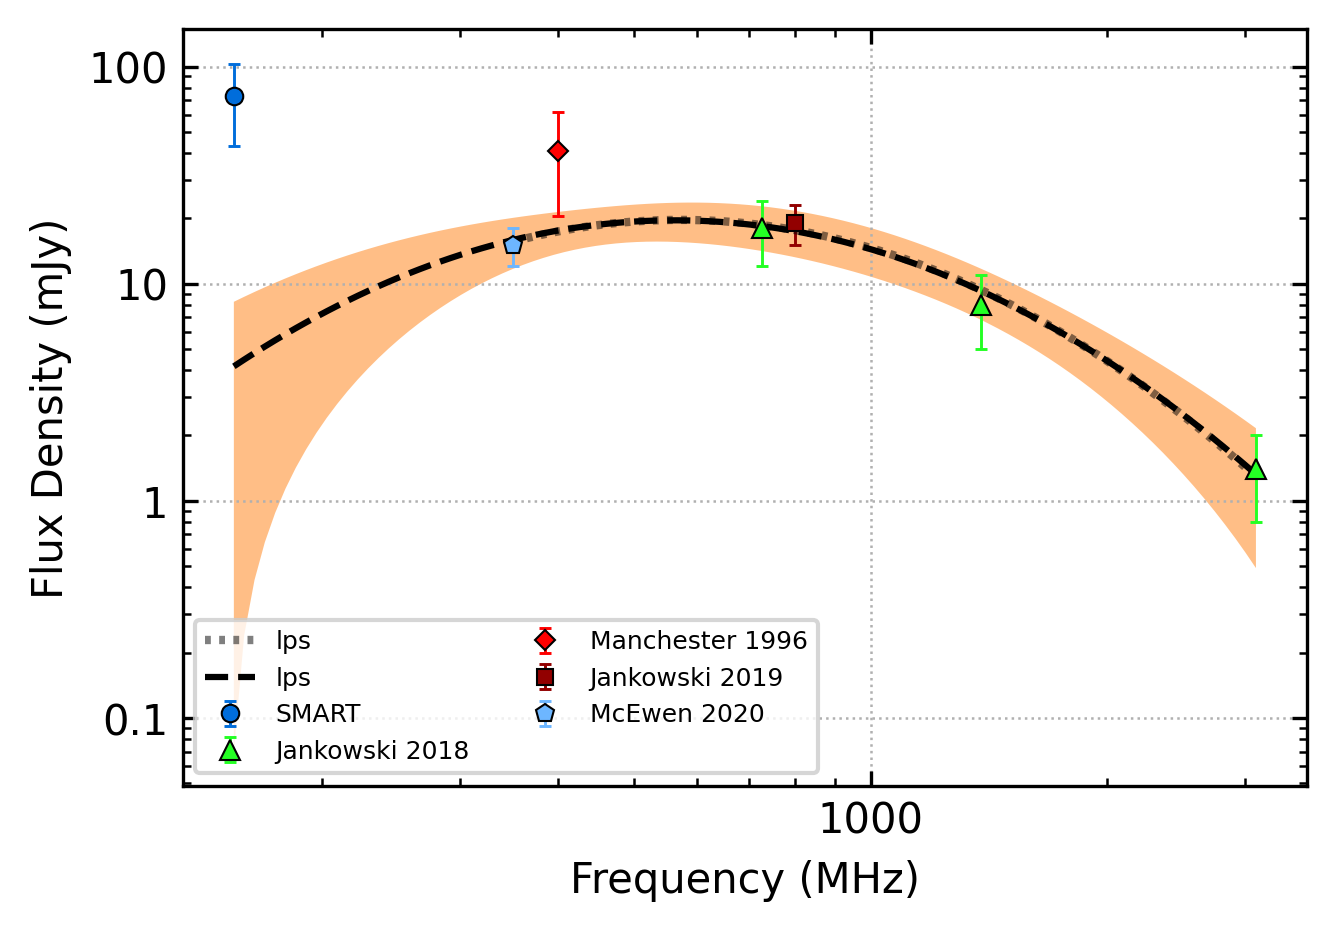 100
10
1
0.1
Flux Density (mJy)
lps
lps
SMART
Jankowski 2018
Manchester 1996
Jankowski 2019
McEwen 2020
1000
Frequency (MHz)